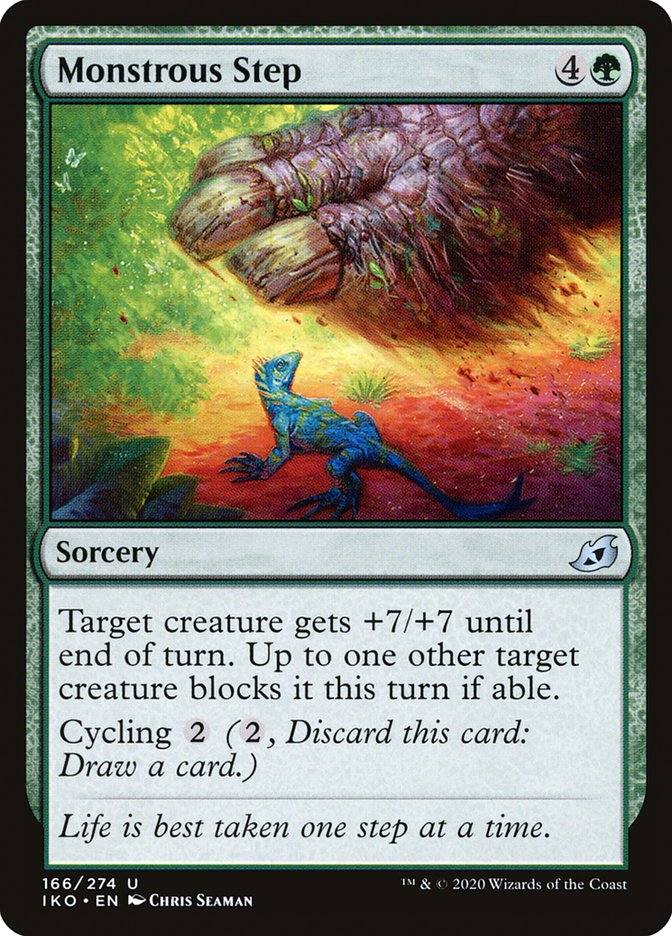 Monstrous Step 4
Sorcery
Target creature gets +7/+7 until
end of turn. Up to one other target
creature blocks it this turn if able.
Cycling 2 (2, Discard this card:
Draw a card.)
Life is best taken one step at a time.
166/274 U ™ & © 2020 Wizards of the Coast
IKO • EN Chris Seaman